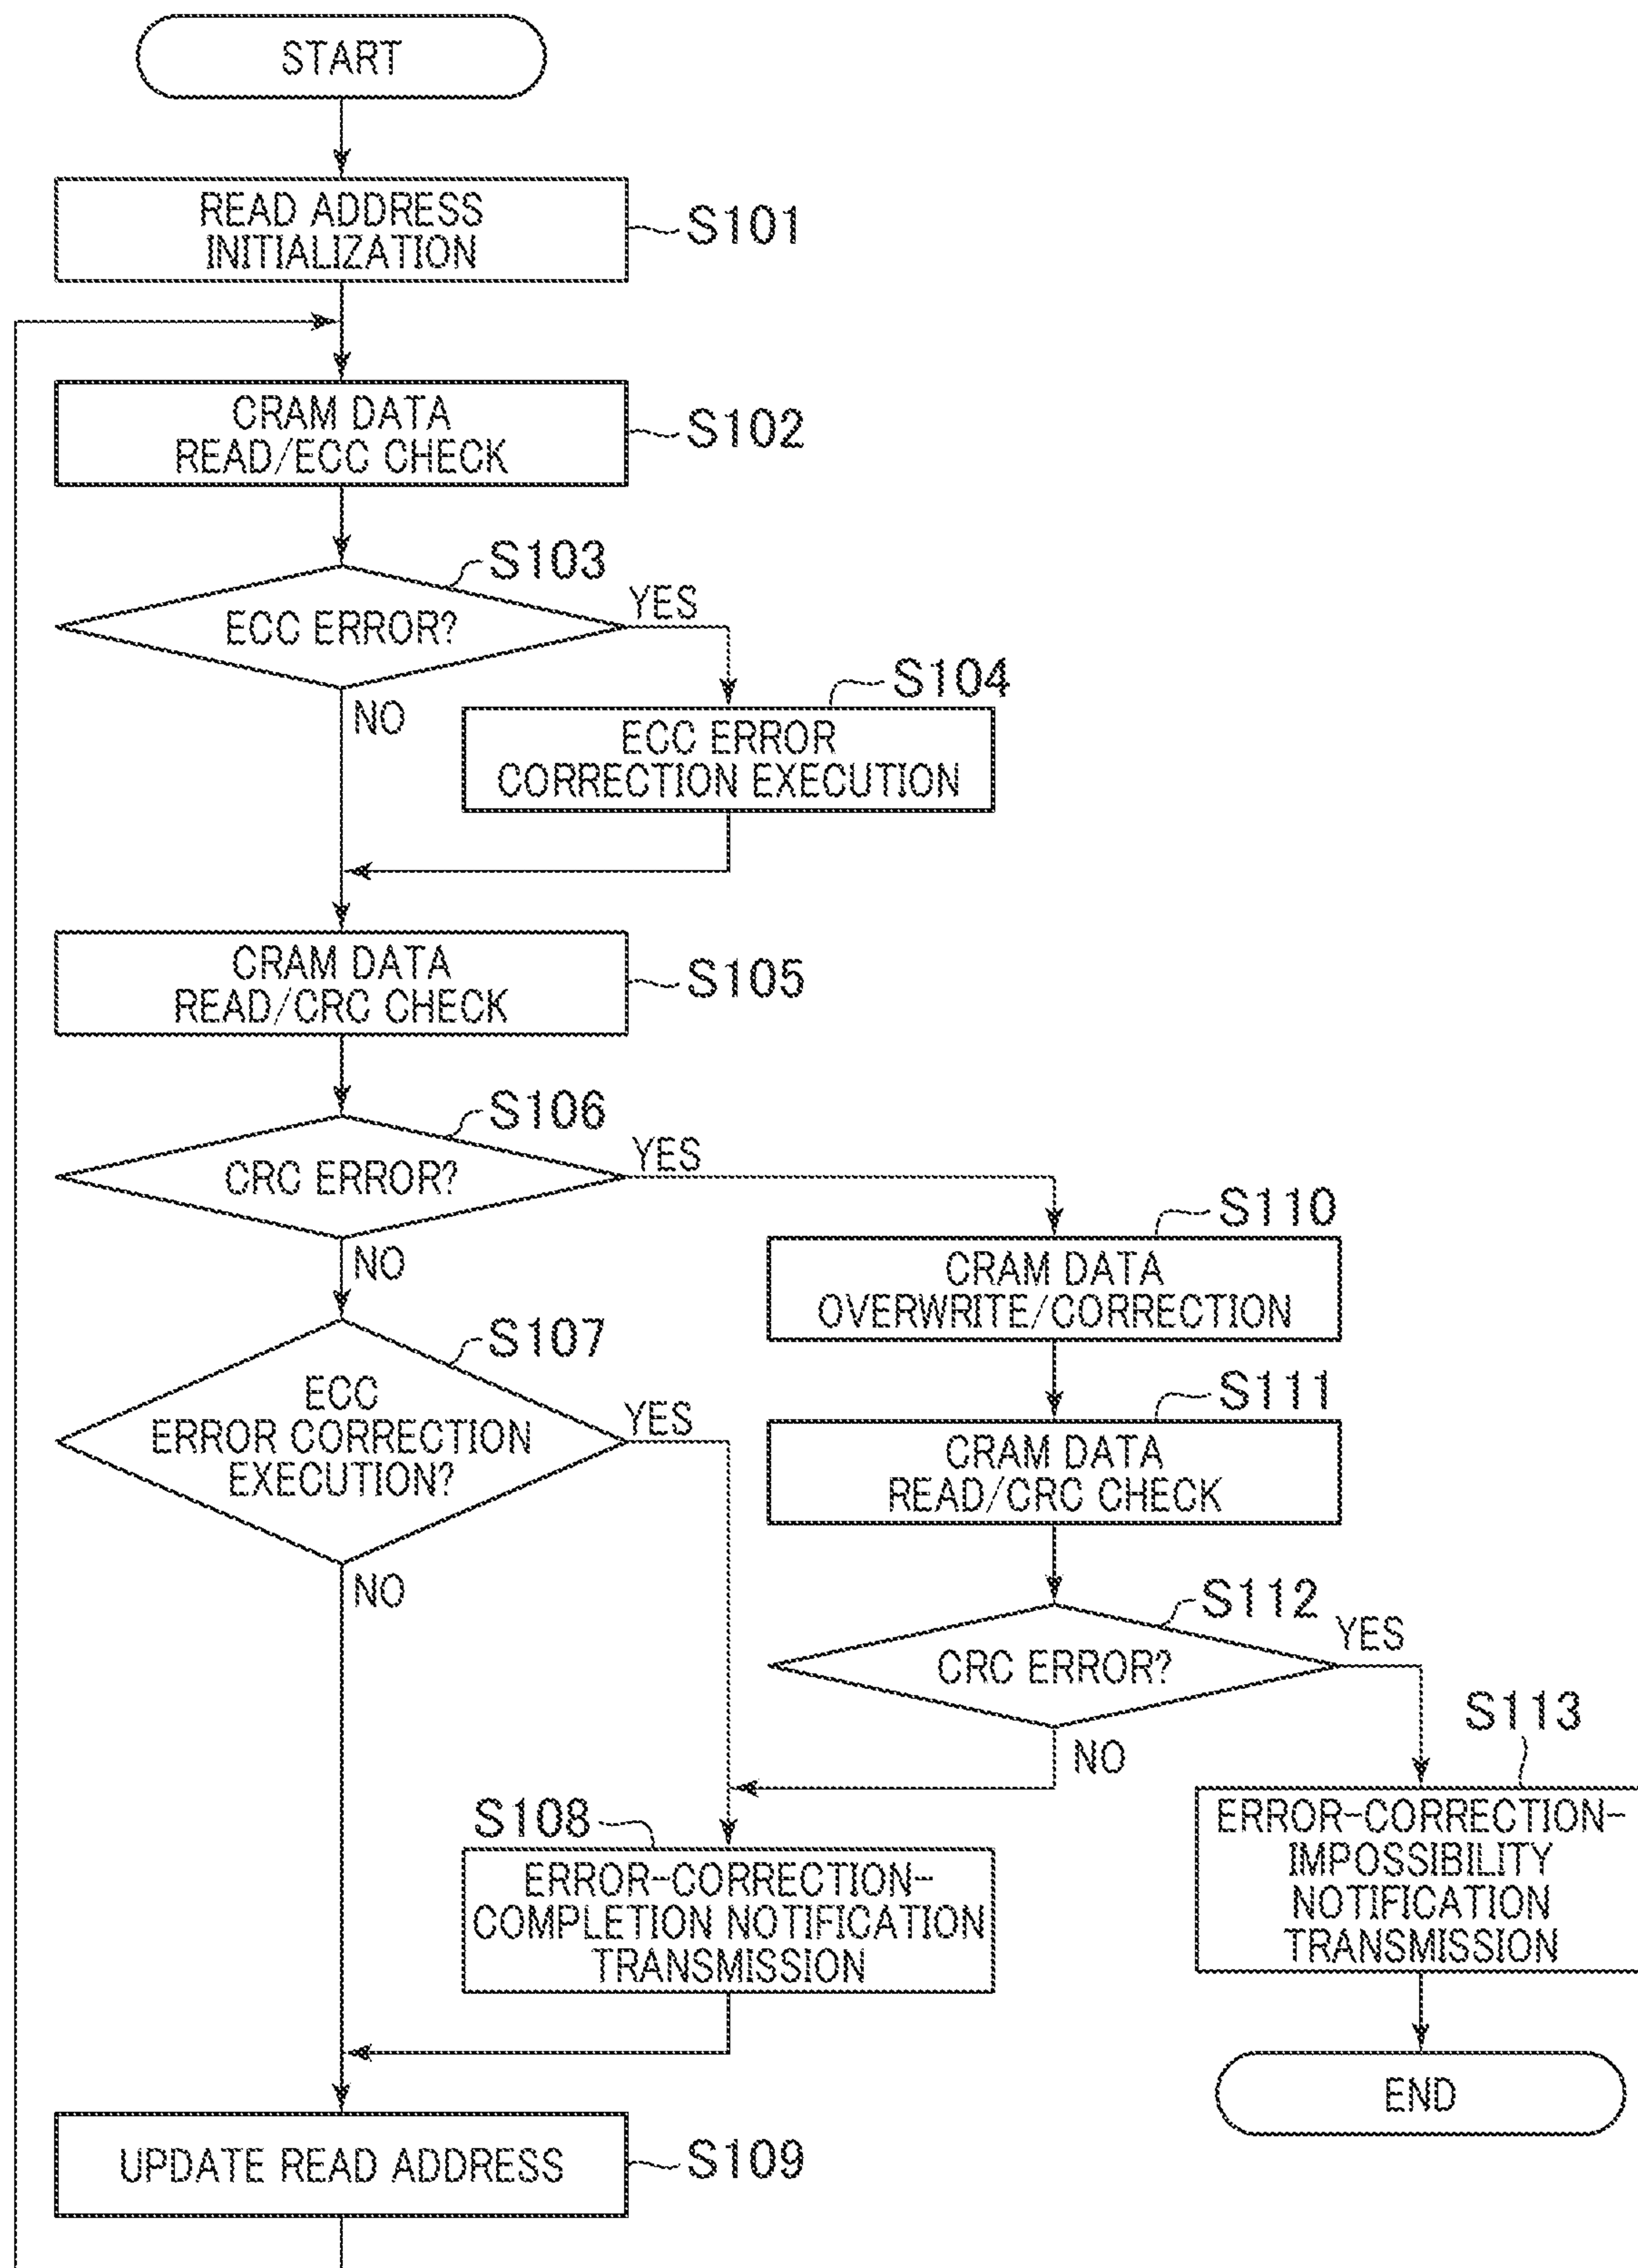 START
READ ADDRESS
INITIALIZATION
S101
CRAM DATA
READ/ECC CHECK
S102
S103
ECC ERROR?
YES
NO
S104
ECC ERROR
CORRECTION EXECUTION
CRAM DATA
READ/CRC CHECK
S105
S106
CRC ERROR?
YES
NO
S110
CRAM DATA
OVERWRITE/CORRECTION
S107
ECC
ERROR CORRECTION
EXECUTION?
YES
NO
S111
CRAM DATA
READ/CRC CHECK
S112
CRC ERROR?
YES
NO
S113
ERROR-CORRECTION-
IMPOSSIBILITY
NOTIFICATION
TRANSMISSION
S108
ERROR-CORRECTION-
COMPLETION NOTIFICATION
TRANSMISSION
END
UPDATE READ ADDRESS
S109